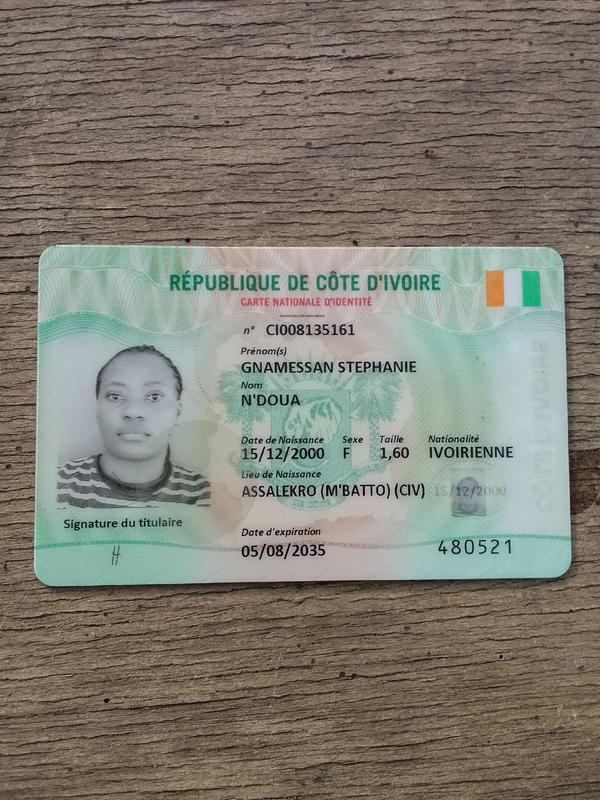 RÉPUBLIQUE DE CÔTE D'IVOIRE
CARTE NATIONALE D'IDENTITÉ
n° CI008135161
Prénom(s)
GNAMESSAN STEPHANIE
Nom
N'DOUA
Date de Naissance Sexe Taille Nationalité
15/12/2000 F 1,60 IVOIRIENNE
Lieu de Naissance
ASSALEKRO (M'BATTO) (CIV) 15/12/2000
Signature du titulaire
Date d'expiration
05/08/2035
480521